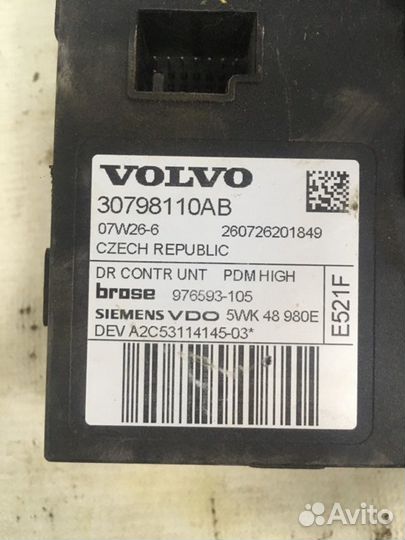 VOLVO
30798110AB
07W26-6 260726201849
CZECH REPUBLIC
DR CONTR UNT PDM HIGH
brose 976593-105
SIEMENS VDO 5WK 48 980E
DEV A2C53114145-03*
E521F
Avito